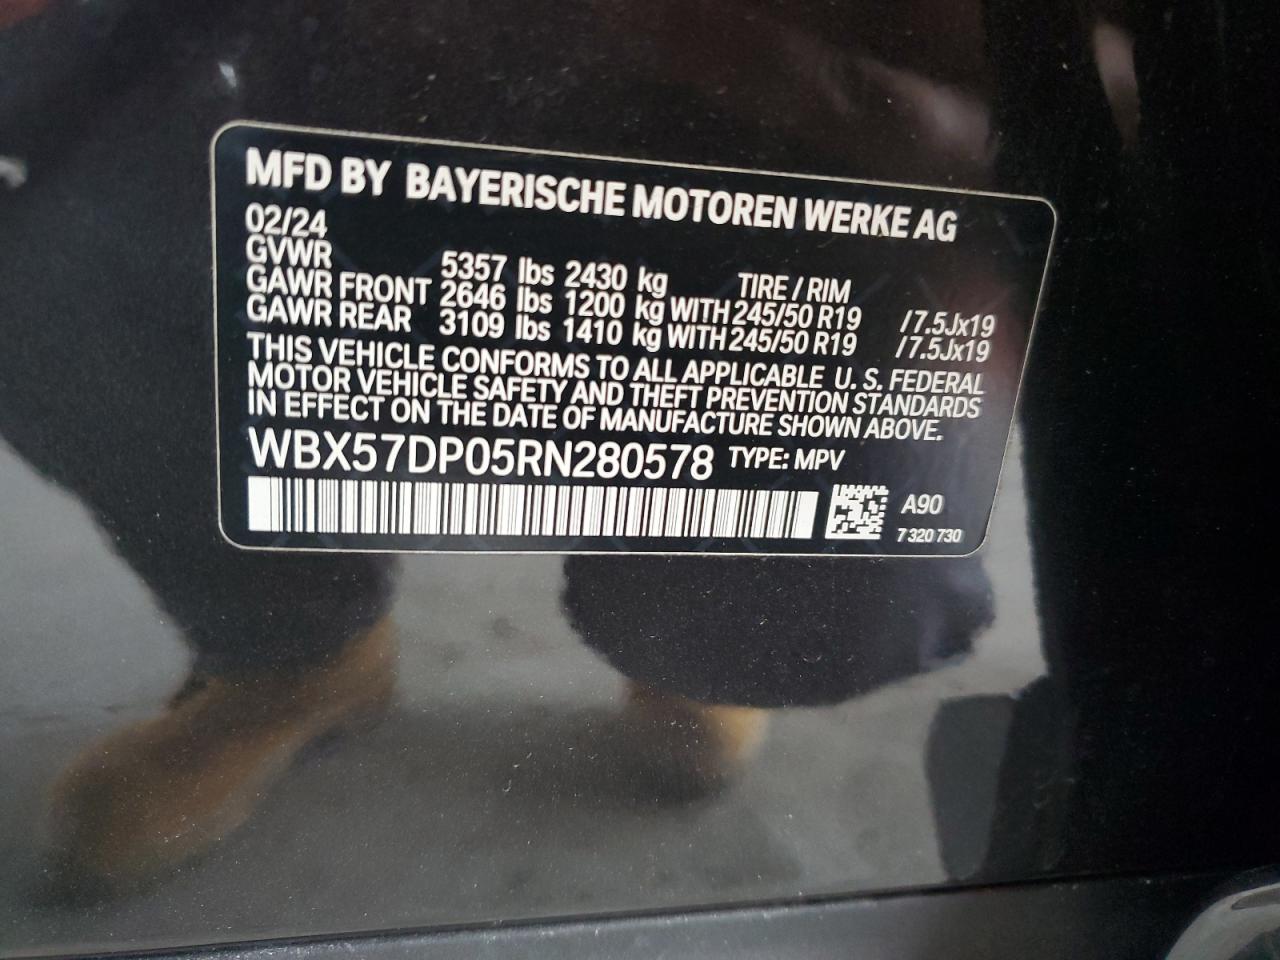 MFD BY BAYERISCHE MOTOREN WERKE AG
02/24
GVWR 5357 lbs 2430 kg TIRE / RIM
GAWR FRONT 2646 lbs 1200 kg WITH 245/50 R19 /7.5Jx19
GAWR REAR 3109 lbs 1410 kg WITH 245/50 R19 /7.5Jx19
THIS VEHICLE CONFORMS TO ALL APPLICABLE U. S. FEDERAL
MOTOR VEHICLE SAFETY AND THEFT PREVENTION STANDARDS
IN EFFECT ON THE DATE OF MANUFACTURE SHOWN ABOVE.
WBX57DP05RN280578 TYPE: MPV
A90
7 320 730